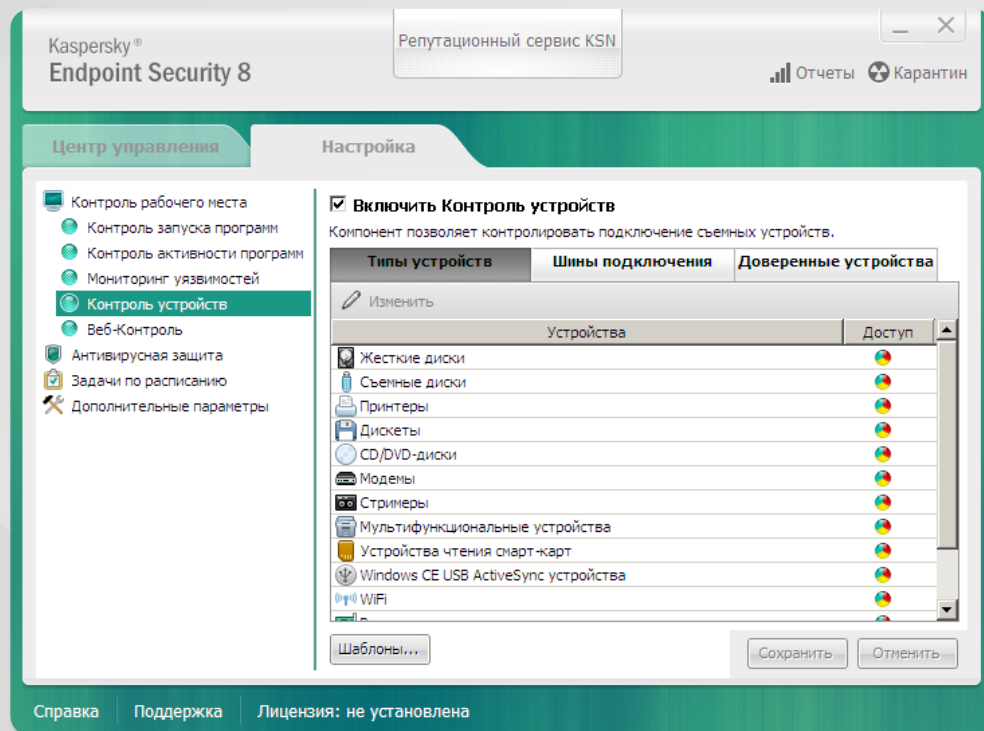 Kaspersky ®
Endpoint Security 8
Репутационный сервис KSN
Отчеты Карантин
Центр управления Настройка
Контроль рабочего места
Контроль запуска программ
Контроль активности программ
Мониторинг уязвимостей
Контроль устройств
Веб-Контроль
Антивирусная защита
Задачи по расписанию
Дополнительные параметры
Включить Контроль устройств
Компонент позволяет контролировать подключение съемных устройств.
Типы устройств Шины подключения Доверенные устройства
Изменить
Устройства Доступ
Жесткие диски
Съемные диски
Принтеры
Дискеты
CD/DVD-диски
Модемы
Стримеры
Мультифункциональные устройства
Устройства чтения смарт-карт
Windows CE USB ActiveSync устройства
WiFi
Шаблоны...
Сохранить Отменить
Справка Поддержка Лицензия: не установлена